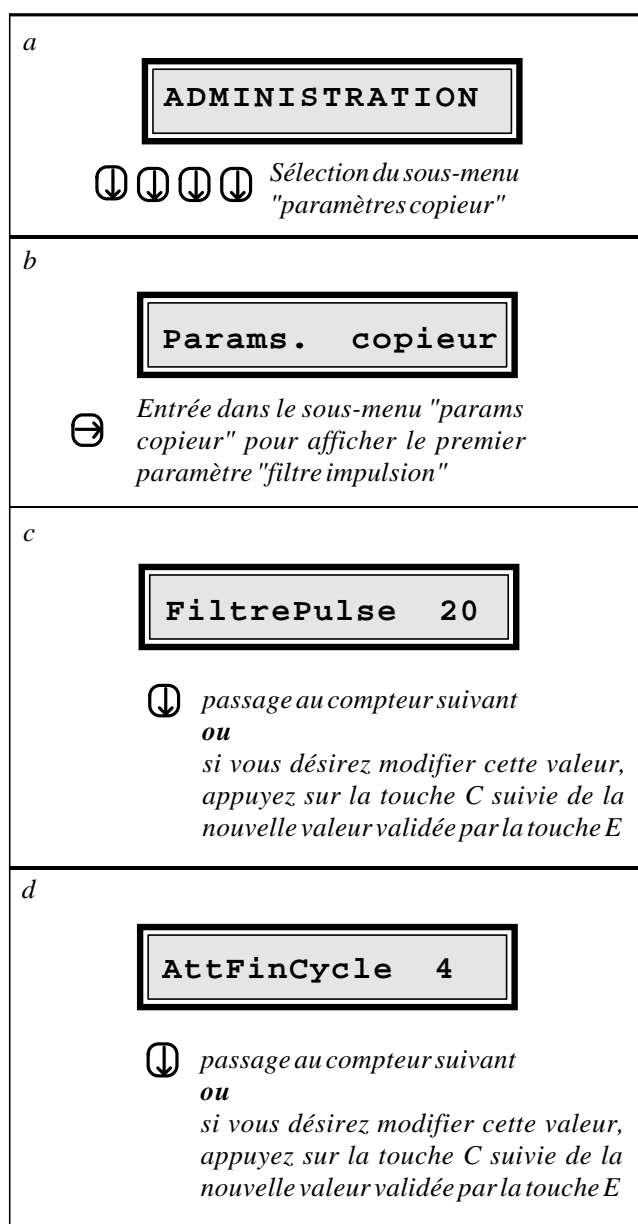 a
ADMINISTRATION
Sélection du sous-menu
"paramètres copieur"
b
Params. copieur
Entrée dans le sous-menu "params
copieur" pour afficher le premier
paramètre "filtre impulsion"
c
FiltrePulse 20
passage au compteur suivant
ou
si vous désirez modifier cette valeur,
appuyez sur la touche C suivie de la
nouvelle valeur validée par la touche E
d
AttFinCycle 4
passage au compteur suivant
ou
si vous désirez modifier cette valeur,
appuyez sur la touche C suivie de la
nouvelle valeur validée par la touche E